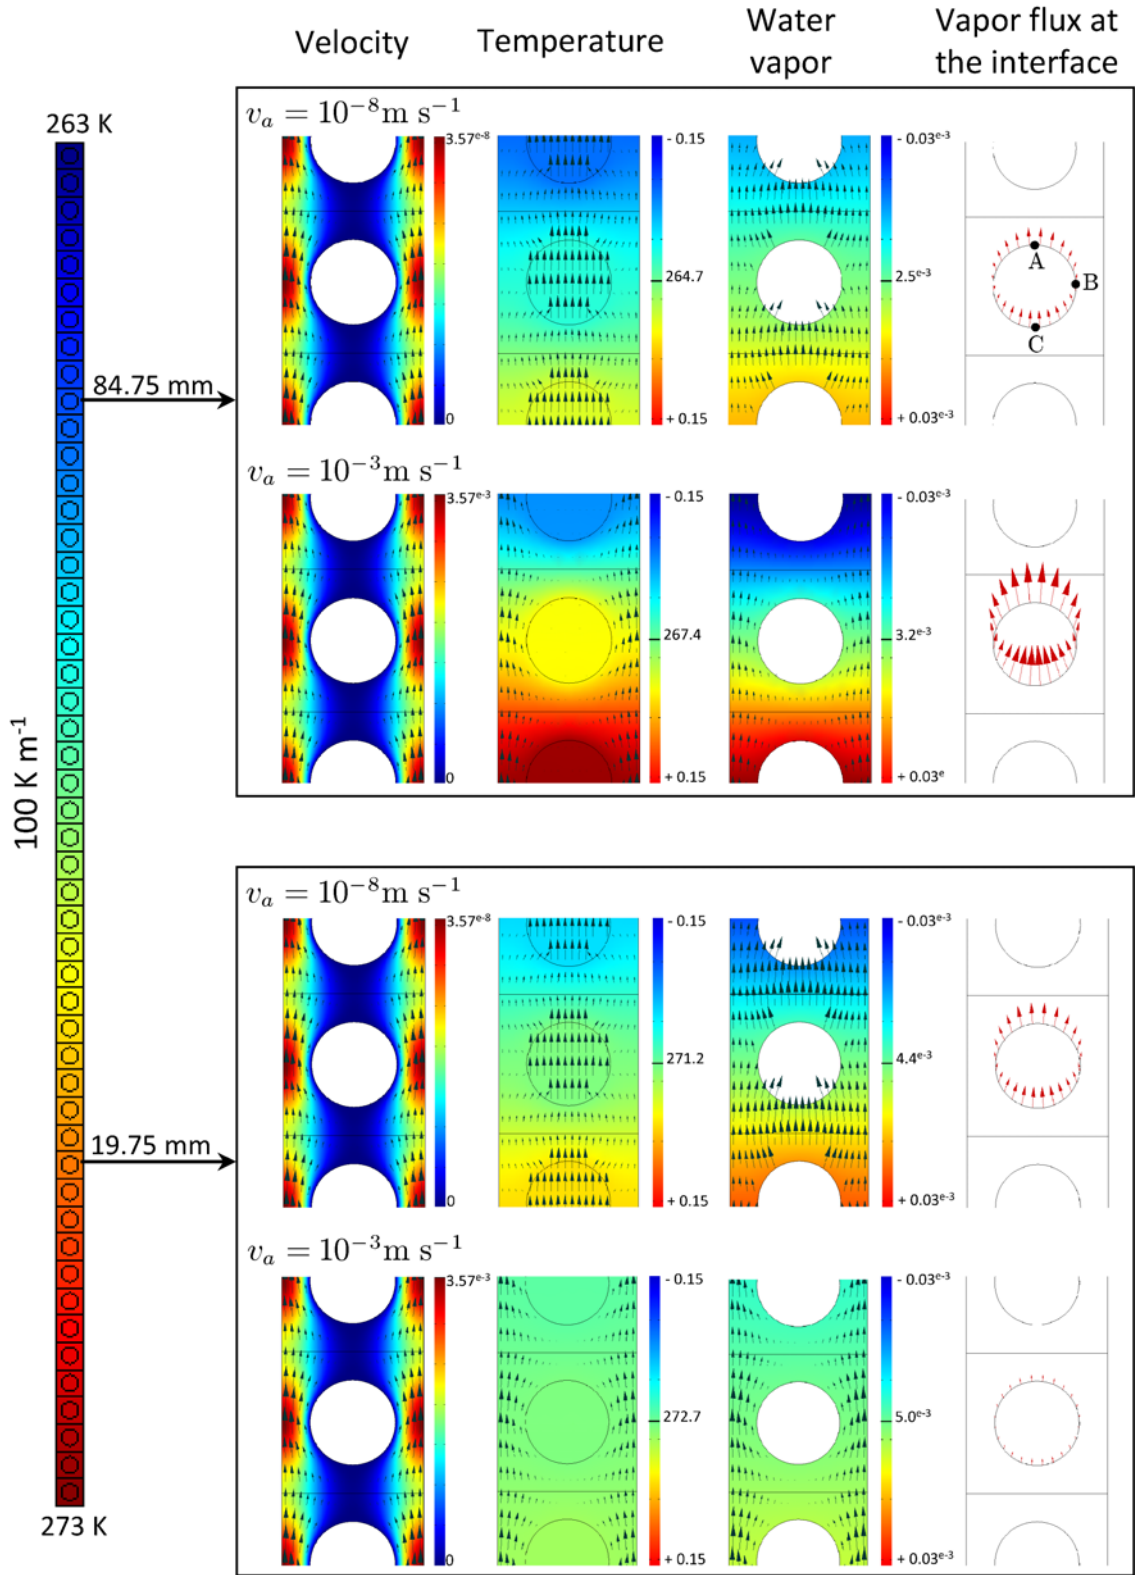 Velocity
Temperature
Water
vapor
Vapor flux at
the interface
263 K
100 K m⁻¹
273 K
84.75 mm
v_a = 10⁻⁸m s⁻¹
3.57e-8
0
- 0.15
264.7
+ 0.15
- 0.03e-3
2.5e-3
+ 0.03e-3
A
B
C
v_a = 10⁻³m s⁻¹
3.57e-3
0
- 0.15
267.4
+ 0.15
- 0.03e-3
3.2e-3
+ 0.03e
19.75 mm
v_a = 10⁻⁸m s⁻¹
3.57e-8
0
- 0.15
271.2
+ 0.15
- 0.03e-3
4.4e-3
+ 0.03e-3
v_a = 10⁻³m s⁻¹
3.57e-3
0
- 0.15
272.7
+ 0.15
- 0.03e-3
5.0e-3
+ 0.03e-3